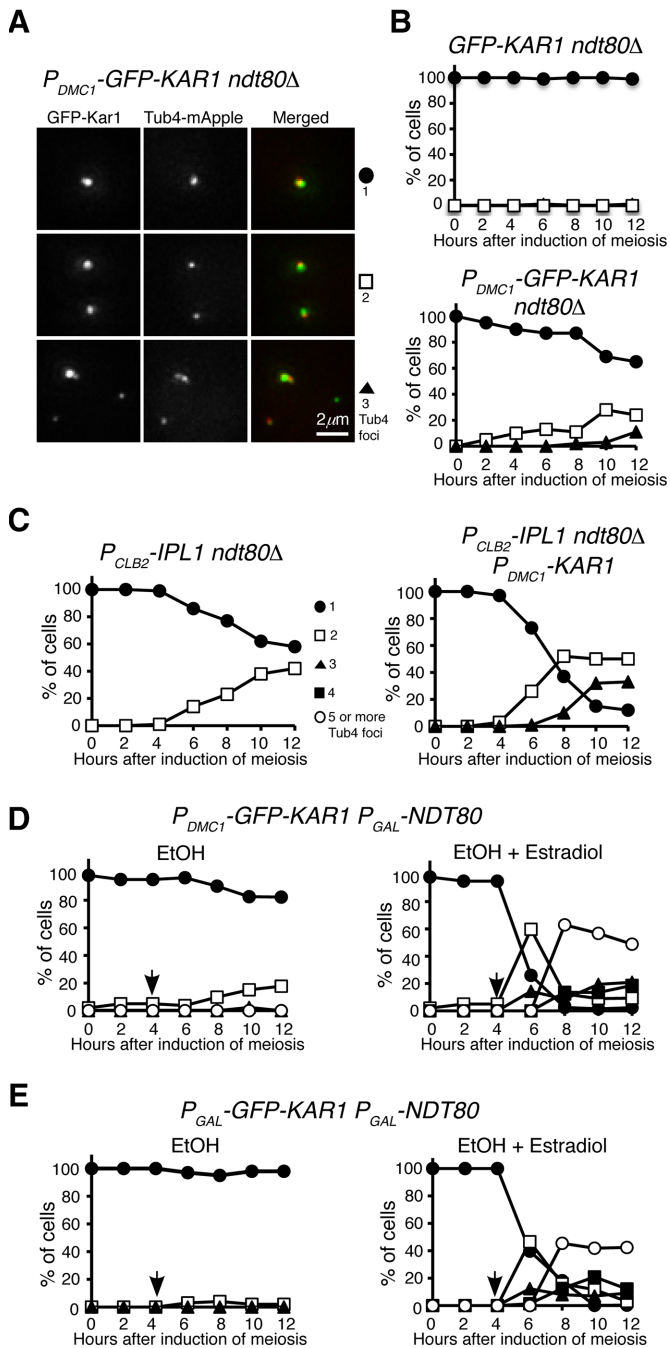 A
P_DMC1-GFP-KAR1 ndt80Δ
GFP-Kar1 Tub4-mApple Merged
1
2
3
Tub4
foci
2μm
B
GFP-KAR1 ndt80Δ
% of cells
100
80
60
40
20
0
0 2 4 6 8 10 12
Hours after induction of meiosis
P_DMC1-GFP-KAR1
ndt80Δ
% of cells
100
80
60
40
20
0
0 2 4 6 8 10 12
Hours after induction of meiosis
C
P_CLB2-IPL1 ndt80Δ
% of cells
100
80
60
40
20
0
0 2 4 6 8 10 12
Hours after induction of meiosis
1
2
3
4
5 or more
Tub4 foci
P_CLB2-IPL1 ndt80Δ
P_DMC1-KAR1
% of cells
100
80
60
40
20
0
0 2 4 6 8 10 12
Hours after induction of meiosis
D
P_DMC1-GFP-KAR1 P_GAL-NDT80
EtOH
% of cells
100
80
60
40
20
0
0 2 4 6 8 10 12
Hours after induction of meiosis
EtOH + Estradiol
% of cells
100
80
60
40
20
0
0 2 4 6 8 10 12
Hours after induction of meiosis
E
P_GAL-GFP-KAR1 P_GAL-NDT80
EtOH
% of cells
100
80
60
40
20
0
0 2 4 6 8 10 12
Hours after induction of meiosis
EtOH + Estradiol
% of cells
100
80
60
40
20
0
0 2 4 6 8 10 12
Hours after induction of meiosis